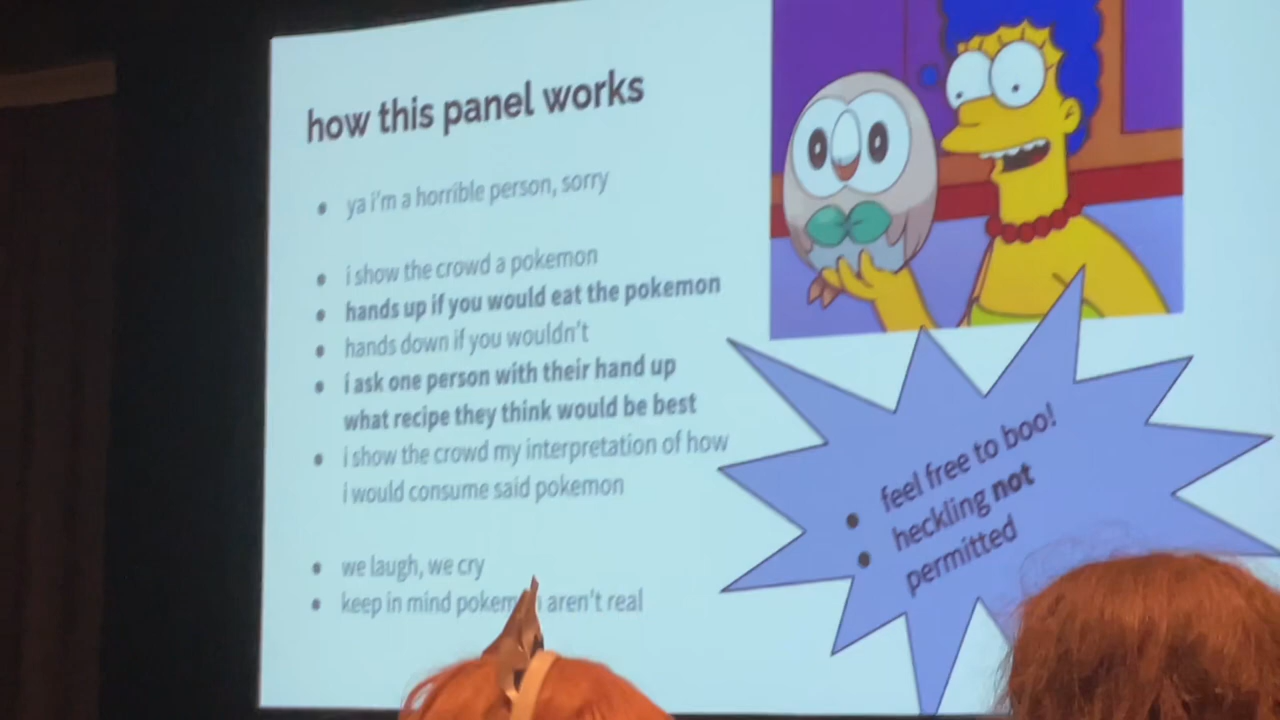 how this panel works
ya i'm a horrible person, sorry
i show the crowd a pokemon
hands up if you would eat the pokemon
hands down if you wouldn't
i ask one person with their hand up
what recipe they think would be best
i show the crowd my interpretation of how
i would consume said pokemon
we laugh, we cry
keep in mind pokemon aren't real
feel free to boo!
heckling not
permitted